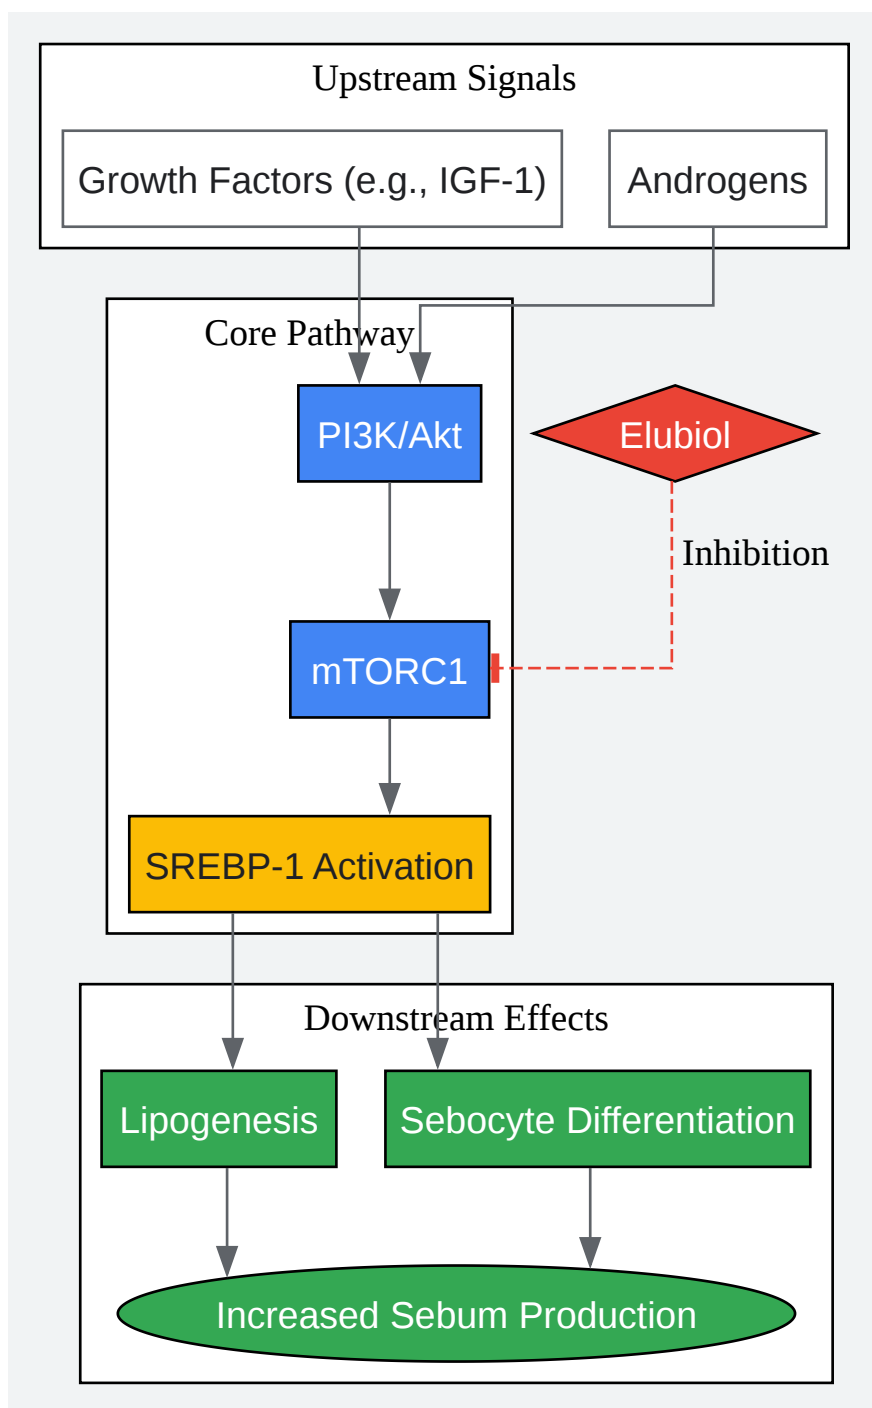 Upstream Signals
Growth Factors (e.g., IGF-1)
Androgens
Core Pathway
PI3K/Akt
Elubiol
Inhibition
mTORC1
SREBP-1 Activation
Downstream Effects
Lipogenesis
Sebocyte Differentiation
Increased Sebum Production